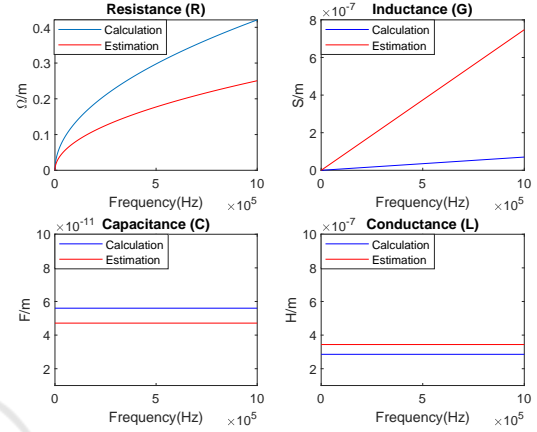 Resistance (R)
Calculation
Estimation
Ω/m
0.4
0.3
0.2
0.1
0
0 5 10
Frequency(Hz) ×10^5
Inductance (G)
×10^-7
Calculation
Estimation
S/m
8
6
4
2
0
0 5 10
Frequency(Hz) ×10^5
Capacitance (C)
×10^-11
Calculation
Estimation
F/m
10
8
6
4
2
0 5 10
Frequency(Hz) ×10^5
Conductance (L)
×10^-7
Calculation
Estimation
H/m
10
8
6
4
2
0 5 10
Frequency(Hz) ×10^5